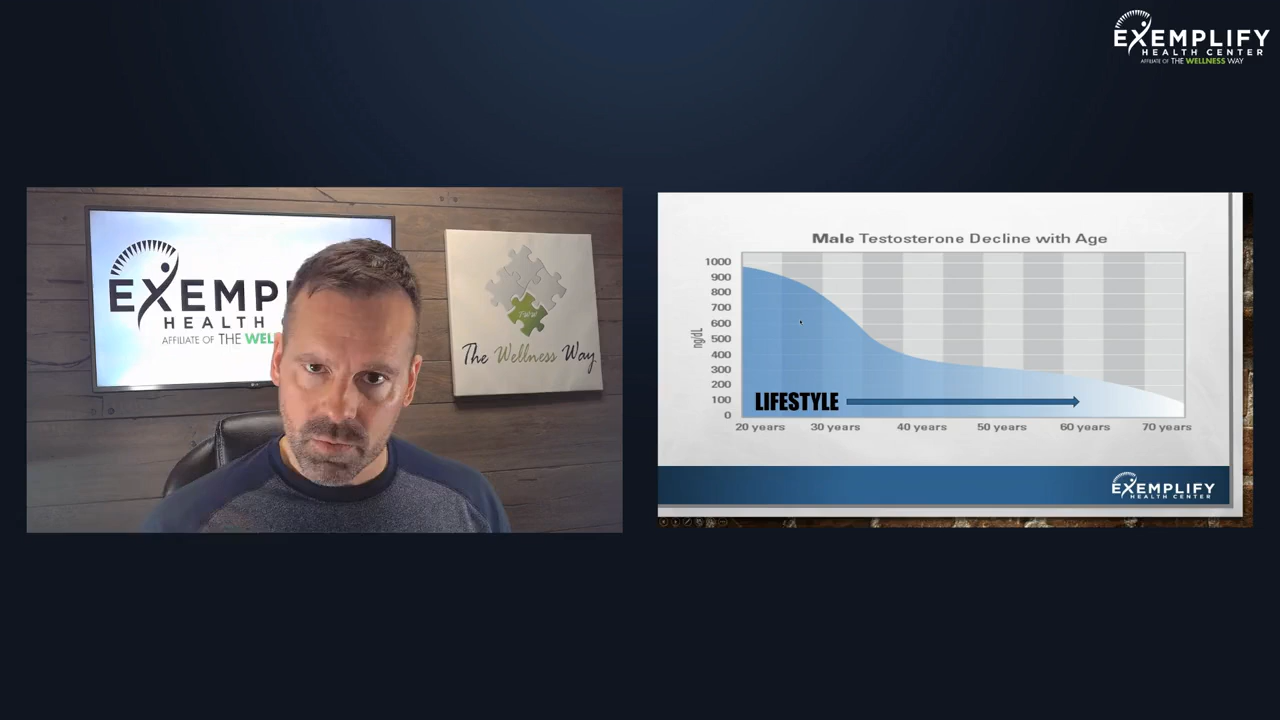 EXEMPLIFY
HEALTH CENTER
AFFILIATE OF THE WELLNESS WAY
EXEMP
HEALTH
AFFILIATE OF THE WEL
TWW
The Wellness Way
Male Testosterone Decline with Age
ng/dL
1000
900
800
700
600
500
400
300
200
100
0
LIFESTYLE
20 years 30 years 40 years 50 years 60 years 70 years
EXEMPLIFY
HEALTH CENTER